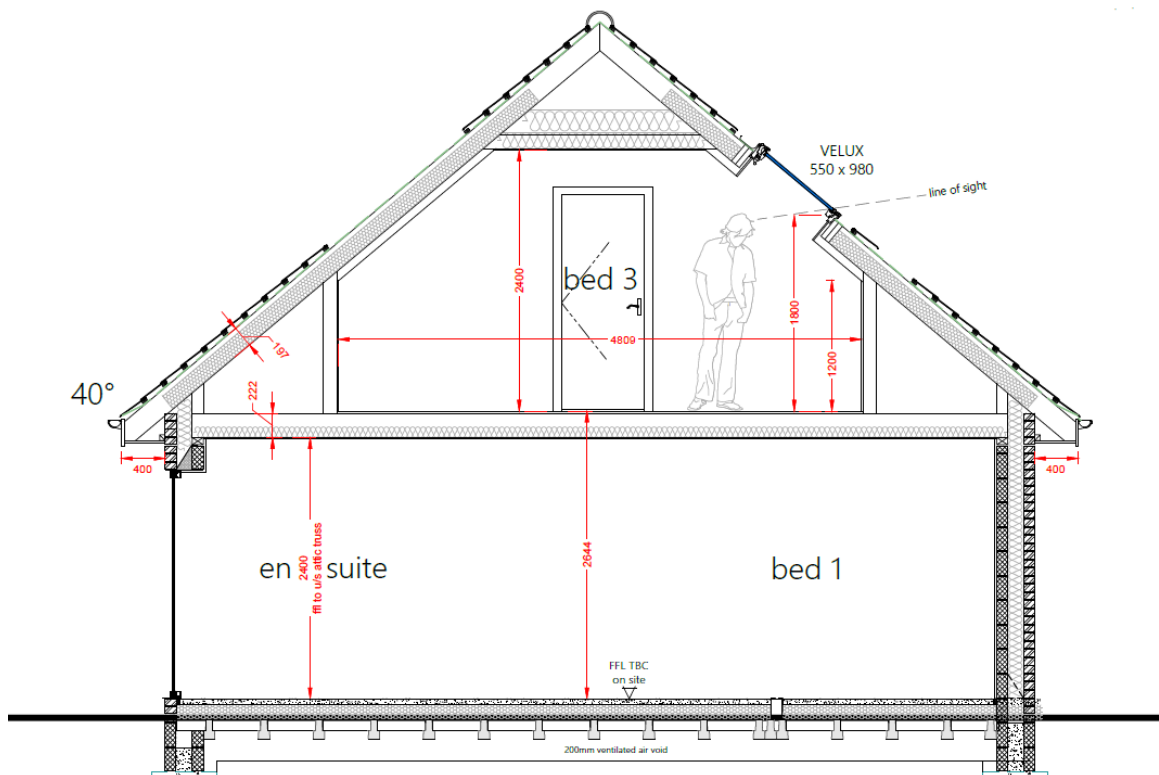 VELUX
550 x 980
line of sight
bed 3
2400
1800
4809
1200
197
40°
222
400
400
en suite
2400
ffl to u/s attic truss
2644
bed 1
FFL TBC
on site
200mm ventilated air void